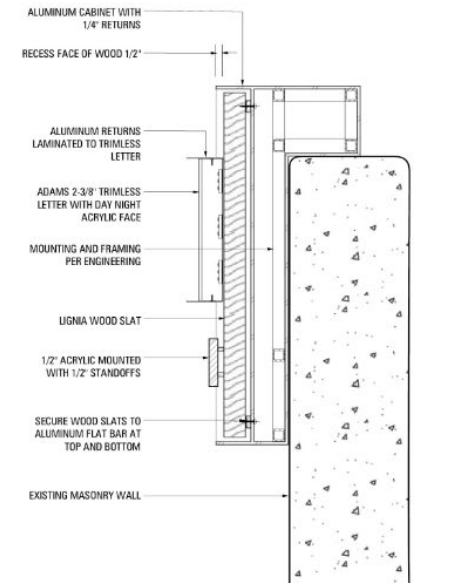 ALUMINUM CABINET WITH
1/4" RETURNS
RECESS FACE OF WOOD 1/2"
ALUMINUM RETURNS
LAMINATED TO TRIMLESS
LETTER
ADAMS 2-3/8" TRIMLESS
LETTER WITH DAY NIGHT
ACRYLIC FACE
MOUNTING AND FRAMING
PER ENGINEERING
LIGNIA WOOD SLAT
1/2" ACRYLIC MOUNTED
WITH 1/2" STANDOFFS
SECURE WOOD SLATS TO
ALUMINUM FLAT BAR AT
TOP AND BOTTOM
EXISTING MASONRY WALL